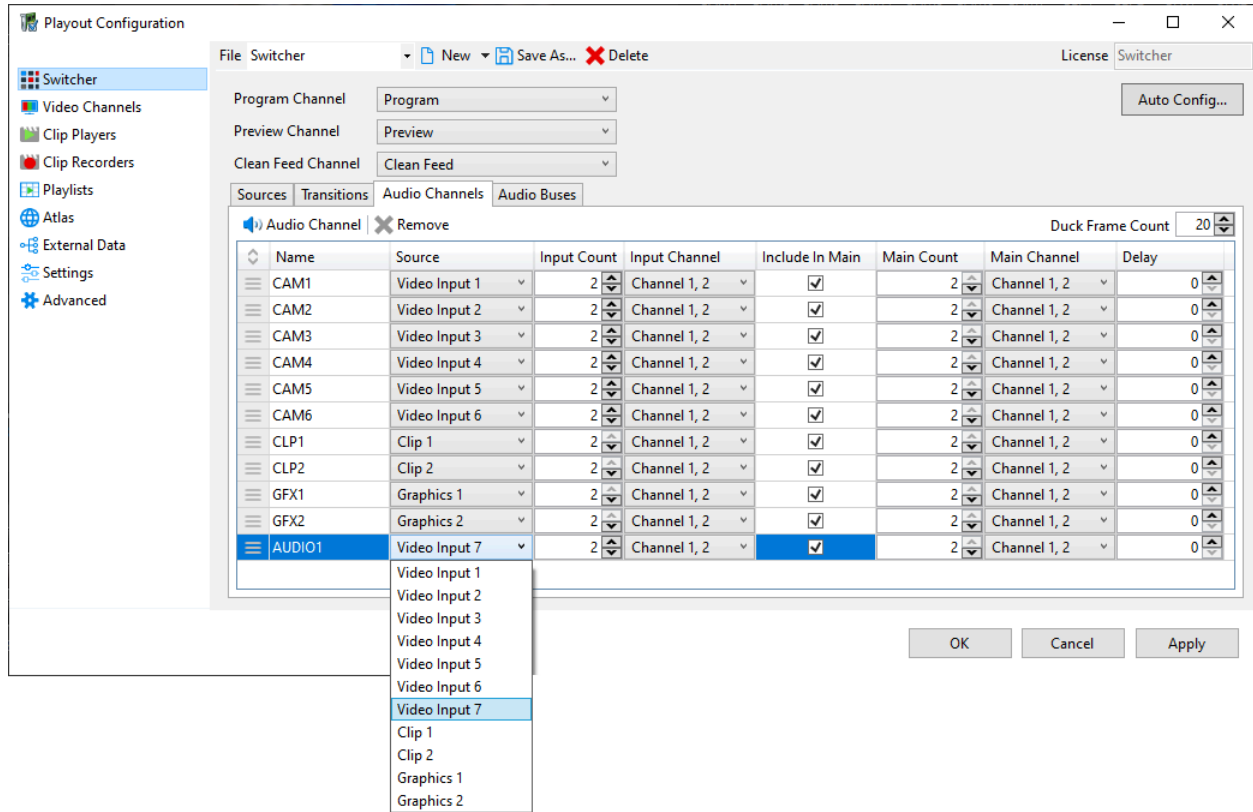 Playout Configuration
File Switcher New Save As... Delete License Switcher
Switcher
Video Channels
Clip Players
Clip Recorders
Playlists
Atlas
External Data
Settings
Advanced
Program Channel Program Auto Config...
Preview Channel Preview
Clean Feed Channel Clean Feed
Sources Transitions Audio Channels Audio Buses
Audio Channel Remove Duck Frame Count 20
Name Source Input Count Input Channel Include In Main Main Count Main Channel Delay
CAM1 Video Input 1 2 Channel 1, 2 2 Channel 1, 2 0
CAM2 Video Input 2 2 Channel 1, 2 2 Channel 1, 2 0
CAM3 Video Input 3 2 Channel 1, 2 2 Channel 1, 2 0
CAM4 Video Input 4 2 Channel 1, 2 2 Channel 1, 2 0
CAM5 Video Input 5 2 Channel 1, 2 2 Channel 1, 2 0
CAM6 Video Input 6 2 Channel 1, 2 2 Channel 1, 2 0
CLP1 Clip 1 2 Channel 1, 2 2 Channel 1, 2 0
CLP2 Clip 2 2 Channel 1, 2 2 Channel 1, 2 0
GFX1 Graphics 1 2 Channel 1, 2 2 Channel 1, 2 0
GFX2 Graphics 2 2 Channel 1, 2 2 Channel 1, 2 0
AUDIO1 Video Input 7 2 Channel 1, 2 2 Channel 1, 2 0
Video Input 1
Video Input 2
Video Input 3
Video Input 4
Video Input 5
Video Input 6
Video Input 7
Clip 1
Clip 2
Graphics 1
Graphics 2
OK Cancel Apply